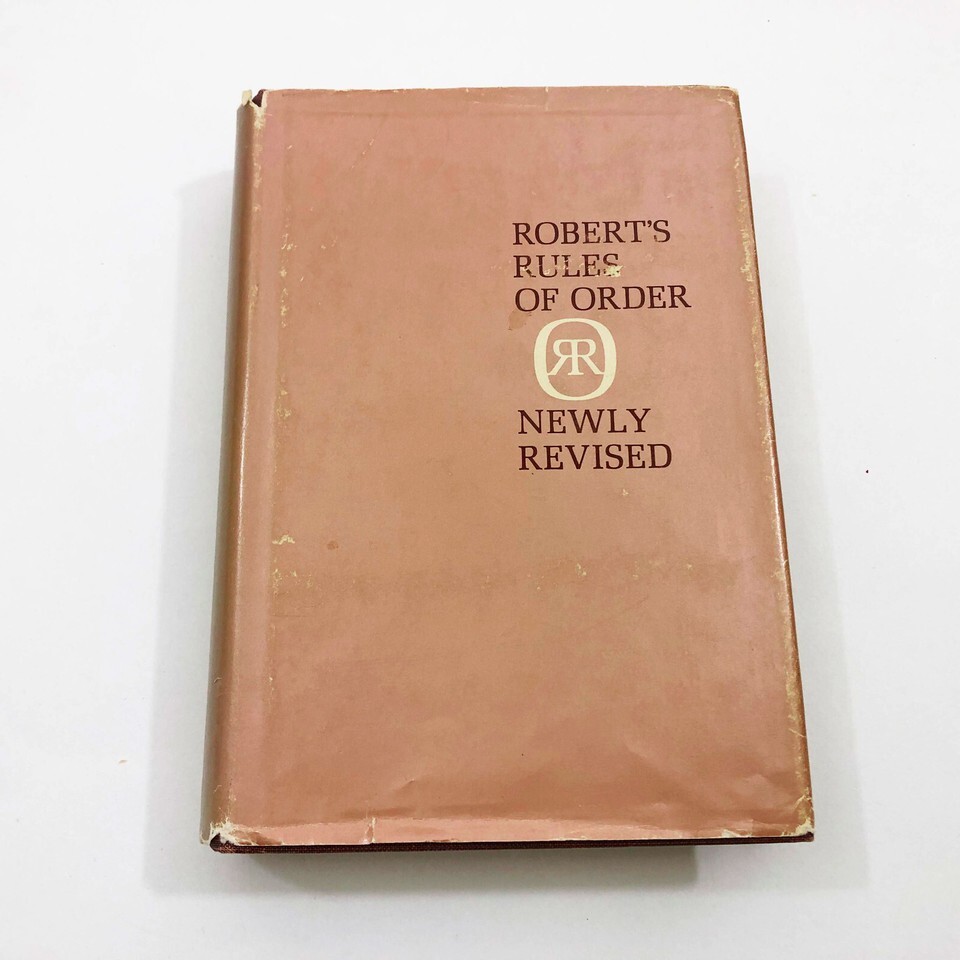 ROBERT'S
RULES
OF ORDER
RR
NEWLY
REVISED